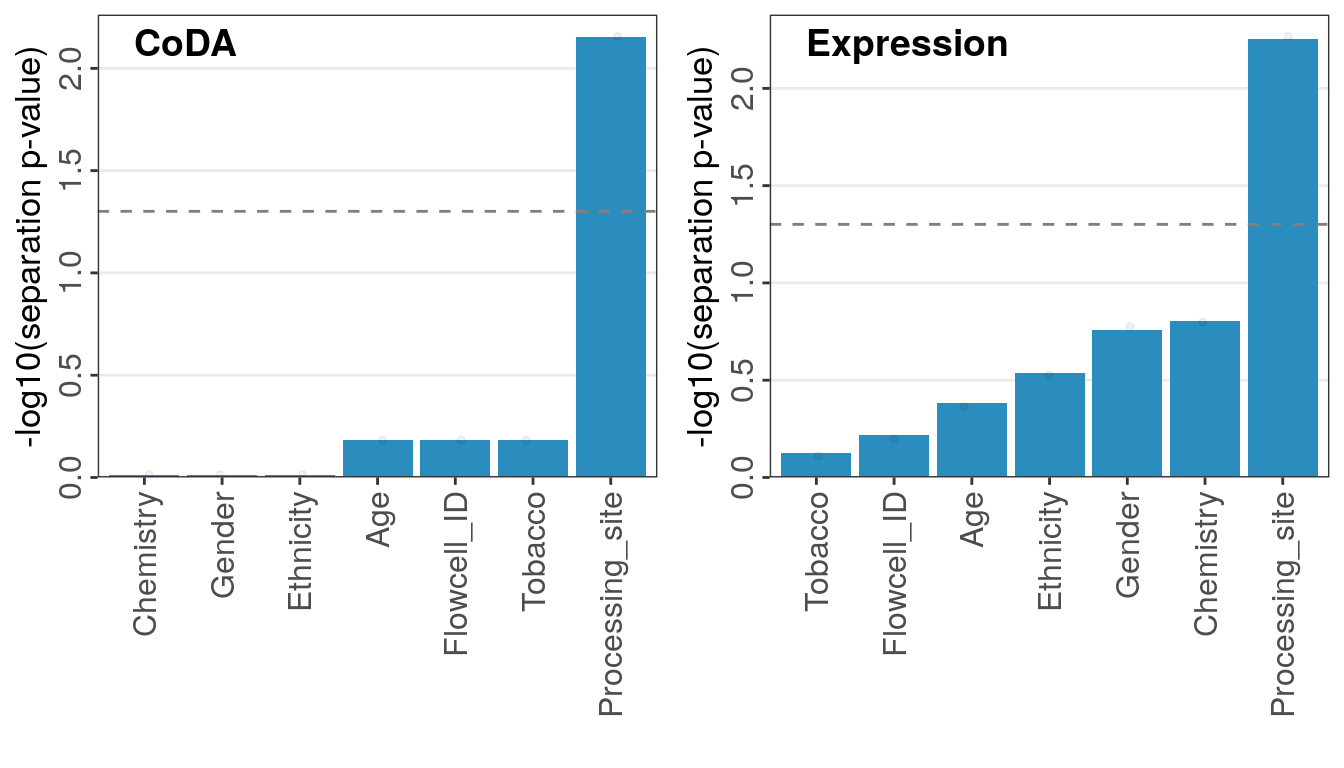 CoDA
-log10(separation p-value)
2.0
1.5
1.0
0.5
0.0
Chemistry
Gender
Ethnicity
Age
Flowcell_ID
Tobacco
Processing_site
Expression
-log10(separation p-value)
2.0
1.5
1.0
0.5
0.0
Tobacco
Flowcell_ID
Age
Ethnicity
Gender
Chemistry
Processing_site